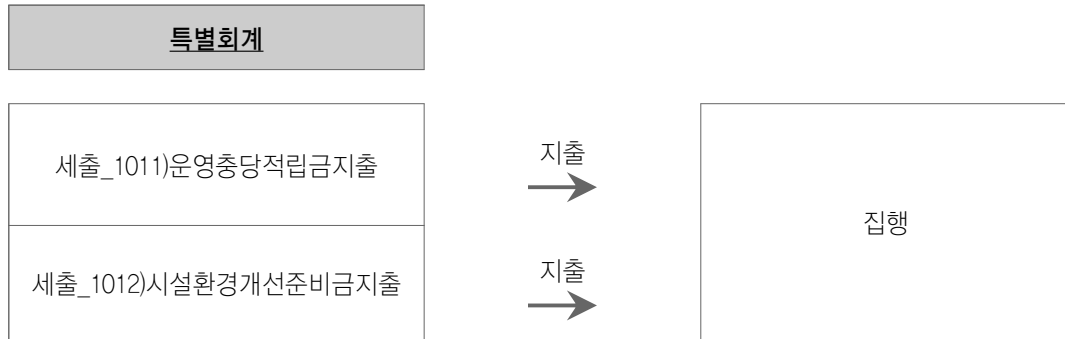 특별회계
세출_1011)운영충당적립금지출
지출
집행
세출_1012)시설환경개선준비금지출
지출